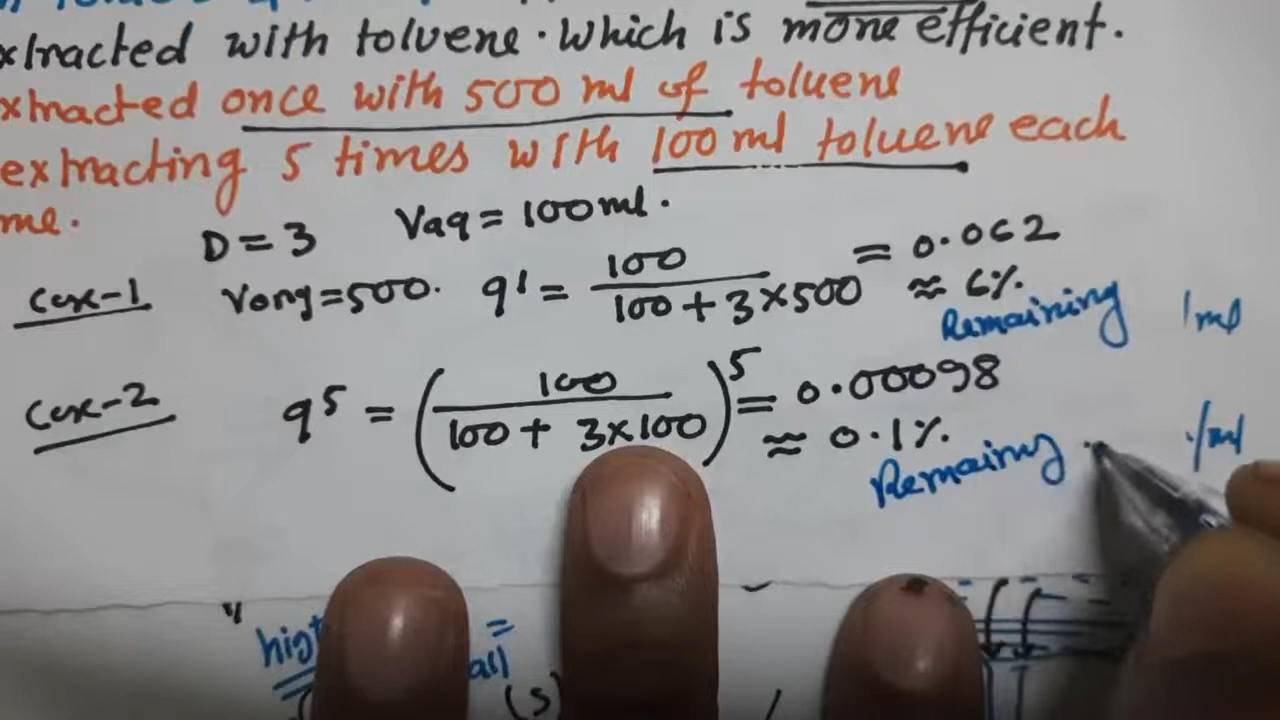 xtracted with toluene. Which is more efficient.
xtracted once with 500 ml of toluene
extracting 5 times with 100 ml toluene each
me.
D = 3 Vaq = 100 ml.
Case-1 Vorg = 500. q¹ = 100 / 100 + 3 × 500 = 0.062
≈ 6%.
Remaining
Case-2 q⁵ = (100 / 100 + 3×100)⁵ = 0.00098
≈ 0.1%.
Remaining
all
(s)